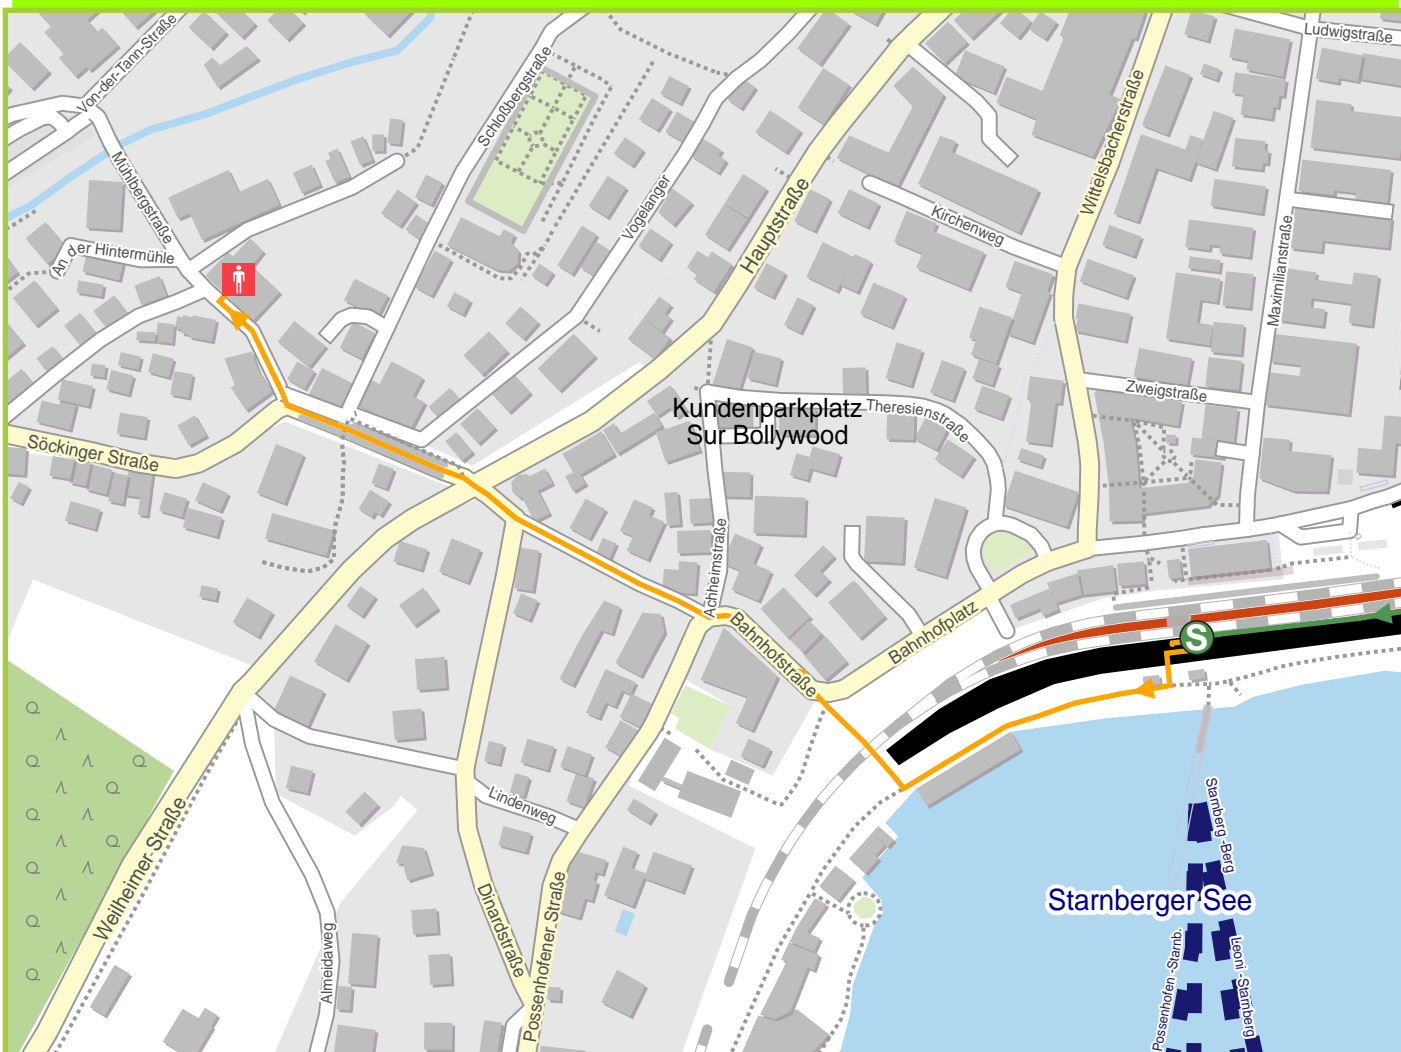 Ludwigstraße
Von-der-Tann-Straße
Schloßbergstraße
Wittelsbacherstraße
Mühlbergstraße
Vogelanger
Hauptstraße
Kirchenweg
An der Hintermühle
Maximilianstraße
Zweigstraße
Kundenparkplatz
Sur Bollywood
Theresienstraße
Söckinger Straße
Achheimstraße
Bahnhofstraße
Bahnhofplatz
S
Lindenweg
Weilheimer-Straße
Dinardstraße
Possenhofener-Straße
Almeidaweg
Starnberg -Berg
Starnberger See
Possenhofen -Starnb.
Leoni -Starnberg